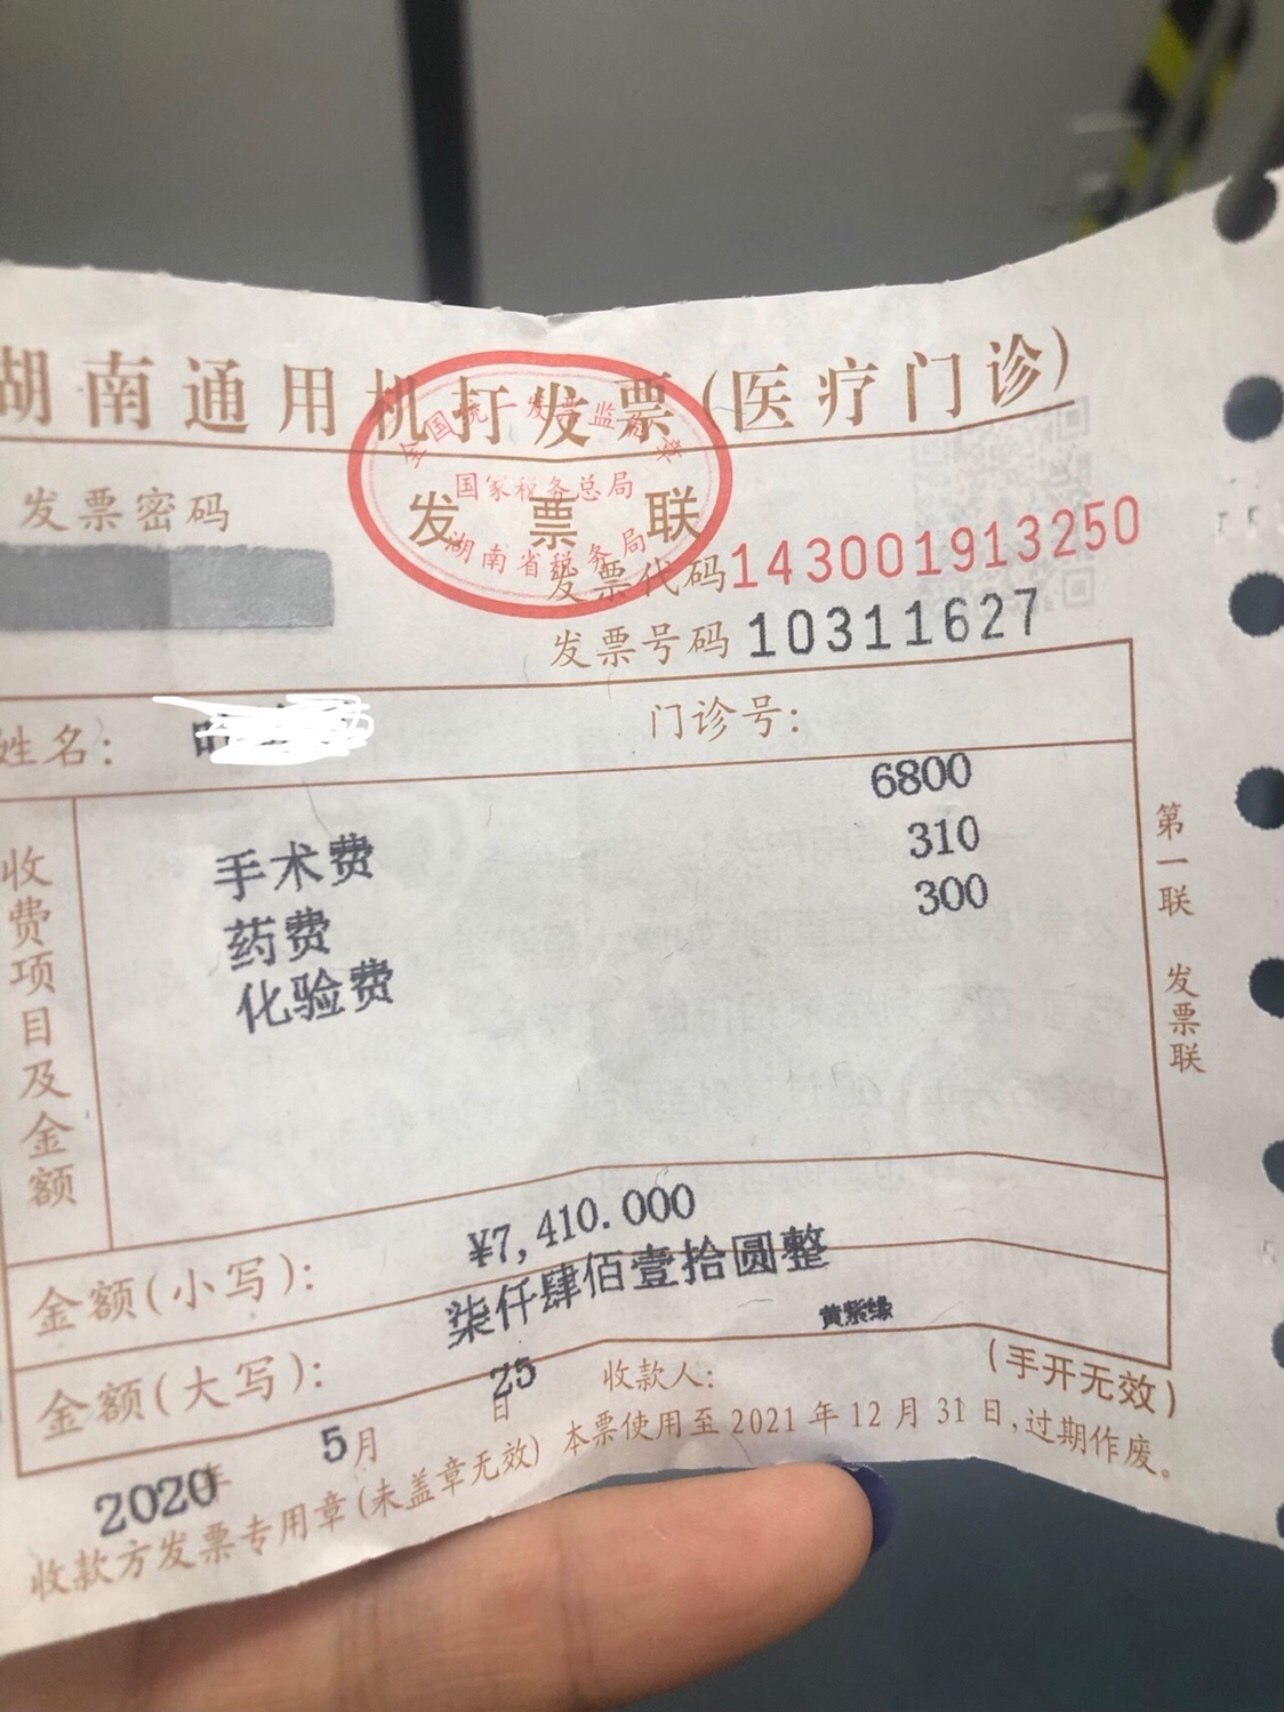 湖南通用机打发票(医疗门诊)
全国统一发票监制章
国家税务总局
湖南省税务局
发票联
发票密码
发票代码143001913250
发票号码10311627
姓名:
门诊号:
收费项目及金额
手术费 6800
药费 310
化验费 300
第一联 发票联
金额(小写): ¥7,410.000
金额(大写): 柒仟肆佰壹拾圆整
2020年 5月 25日 收款人: 黄紫缘 (手开无效)
收款方发票专用章(未盖章无效) 本票使用至2021年12月31日,过期作废。